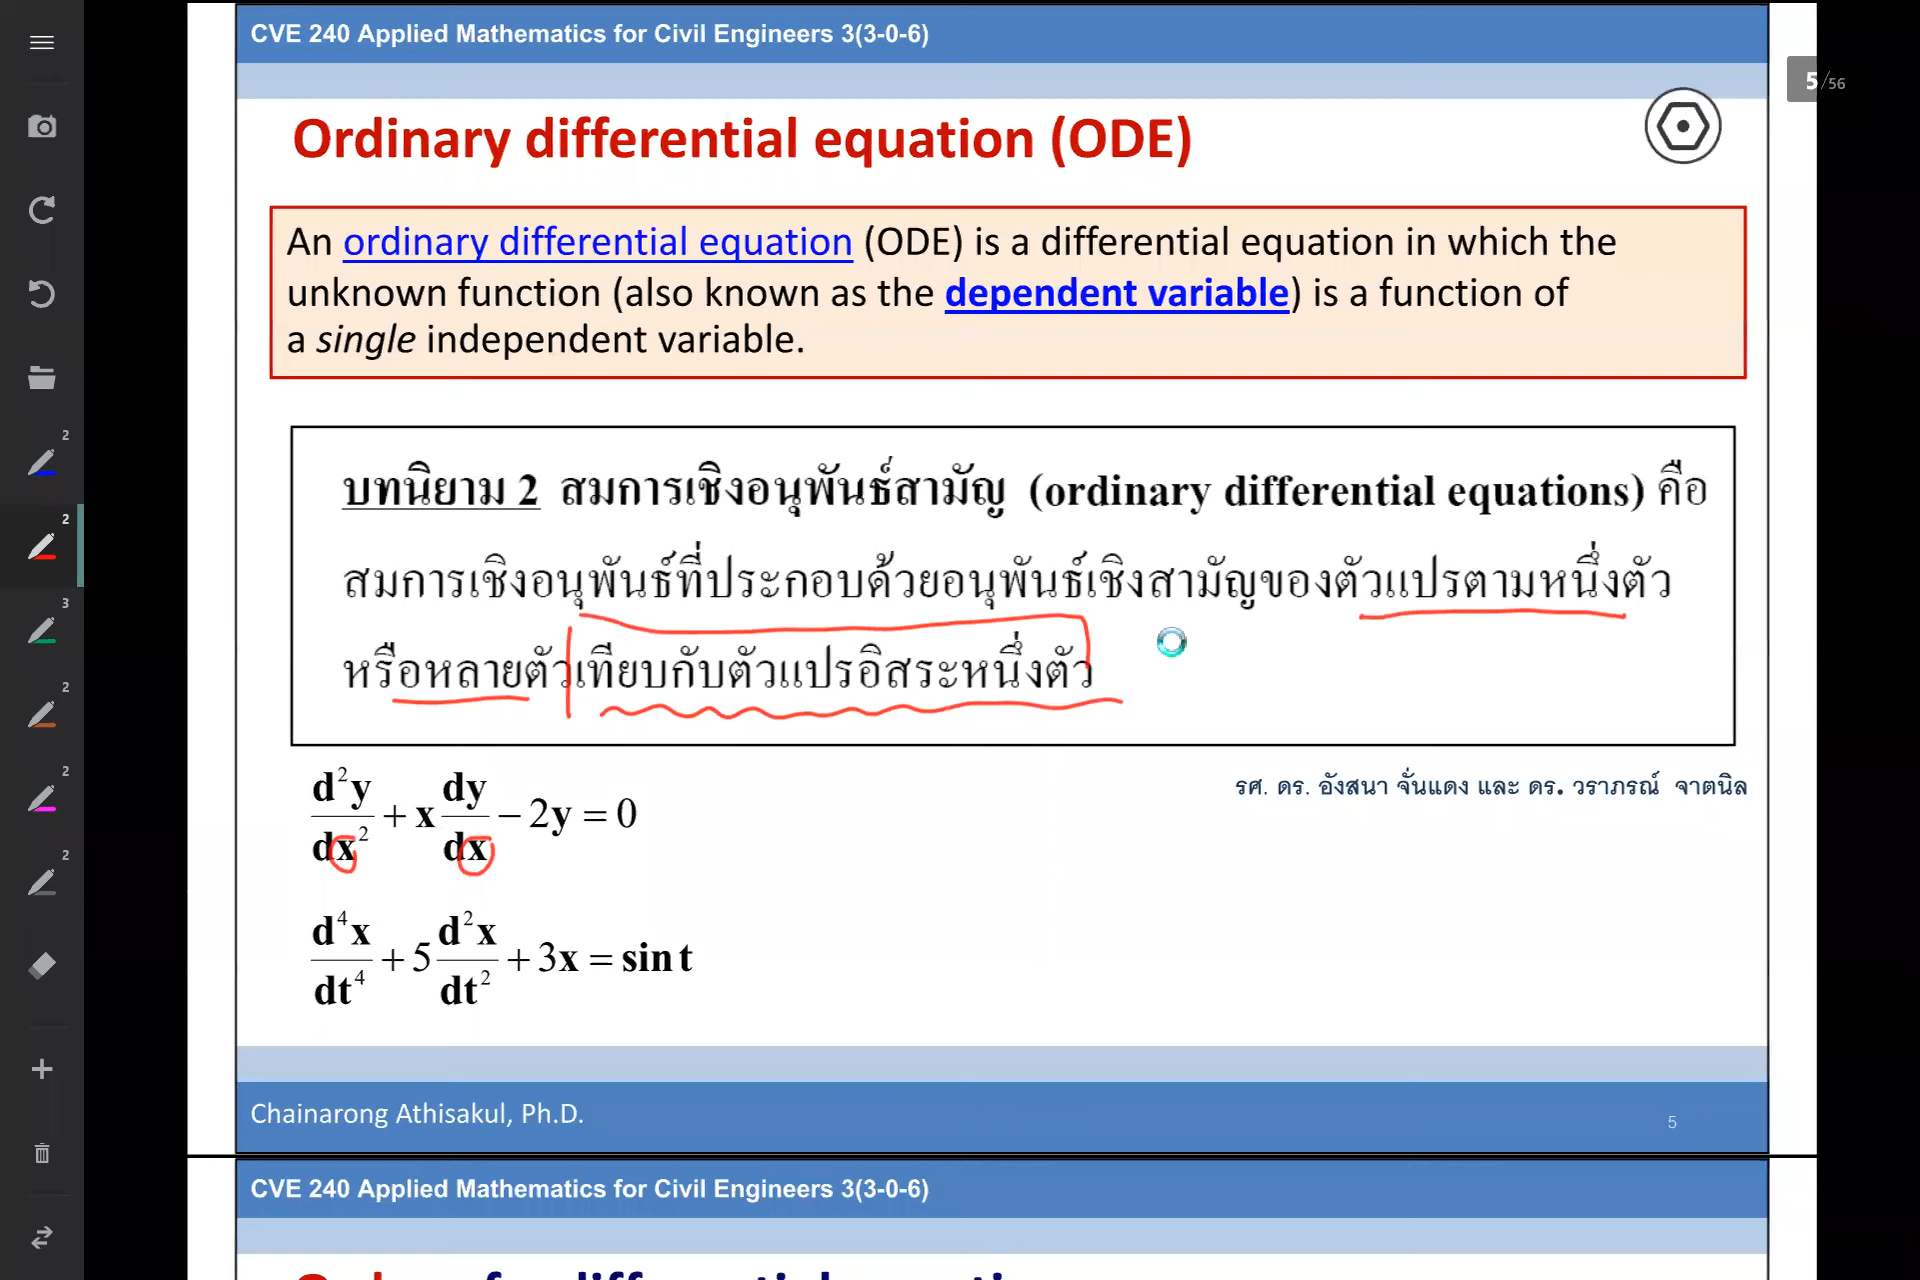 CVE 240 Applied Mathematics for Civil Engineers 3(3-0-6)
5/56
Ordinary differential equation (ODE)
An ordinary differential equation (ODE) is a differential equation in which the
unknown function (also known as the dependent variable) is a function of
a single independent variable.
บทนิยาม 2 สมการเชิงอนุพันธ์สามัญ (ordinary differential equations) คือ
สมการเชิงอนุพันธ์ที่ประกอบด้วยอนุพันธ์เชิงสามัญของตัวแปรตามหนึ่งตัว
หรือหลายตัวเทียบกับตัวแปรอิสระหนึ่งตัว
รศ. ดร. อังสนา จั่นแดง และ ดร. วราภรณ์ จาตนิล
d²y/dx² + x dy/dx − 2y = 0
d⁴x/dt⁴ + 5 d²x/dt² + 3x = sin t
2
2
3
2
2
2
Chainarong Athisakul, Ph.D.
5
CVE 240 Applied Mathematics for Civil Engineers 3(3-0-6)